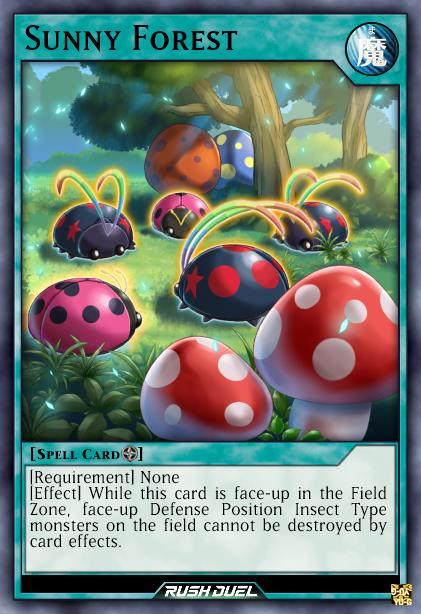 Sunny Forest
ま
魔
[Spell Card]
[Requirement] None
[Effect] While this card is face-up in the Field
Zone, face-up Defense Position Insect Type
monsters on the field cannot be destroyed by
card effects.
RUSH DUEL